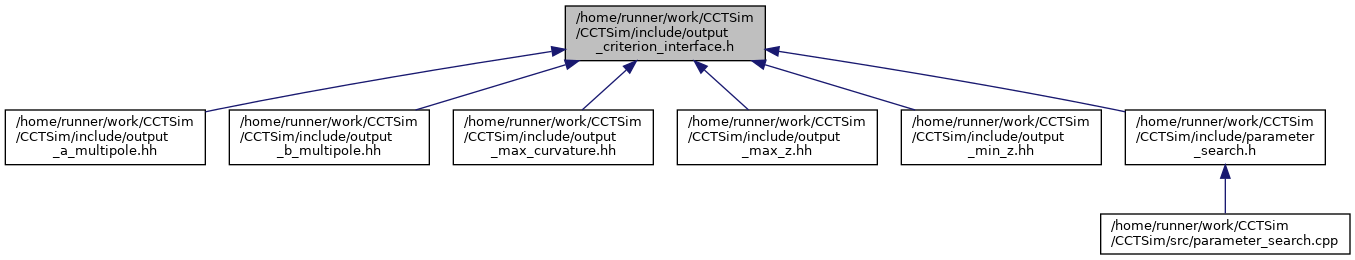 /home/runner/work/CCTSim
/CCTSim/include/output
_criterion_interface.h
/home/runner/work/CCTSim
/CCTSim/include/output
_a_multipole.hh
/home/runner/work/CCTSim
/CCTSim/include/output
_b_multipole.hh
/home/runner/work/CCTSim
/CCTSim/include/output
_max_curvature.hh
/home/runner/work/CCTSim
/CCTSim/include/output
_max_z.hh
/home/runner/work/CCTSim
/CCTSim/include/output
_min_z.hh
/home/runner/work/CCTSim
/CCTSim/include/parameter
_search.h
/home/runner/work/CCTSim
/CCTSim/src/parameter_search.cpp